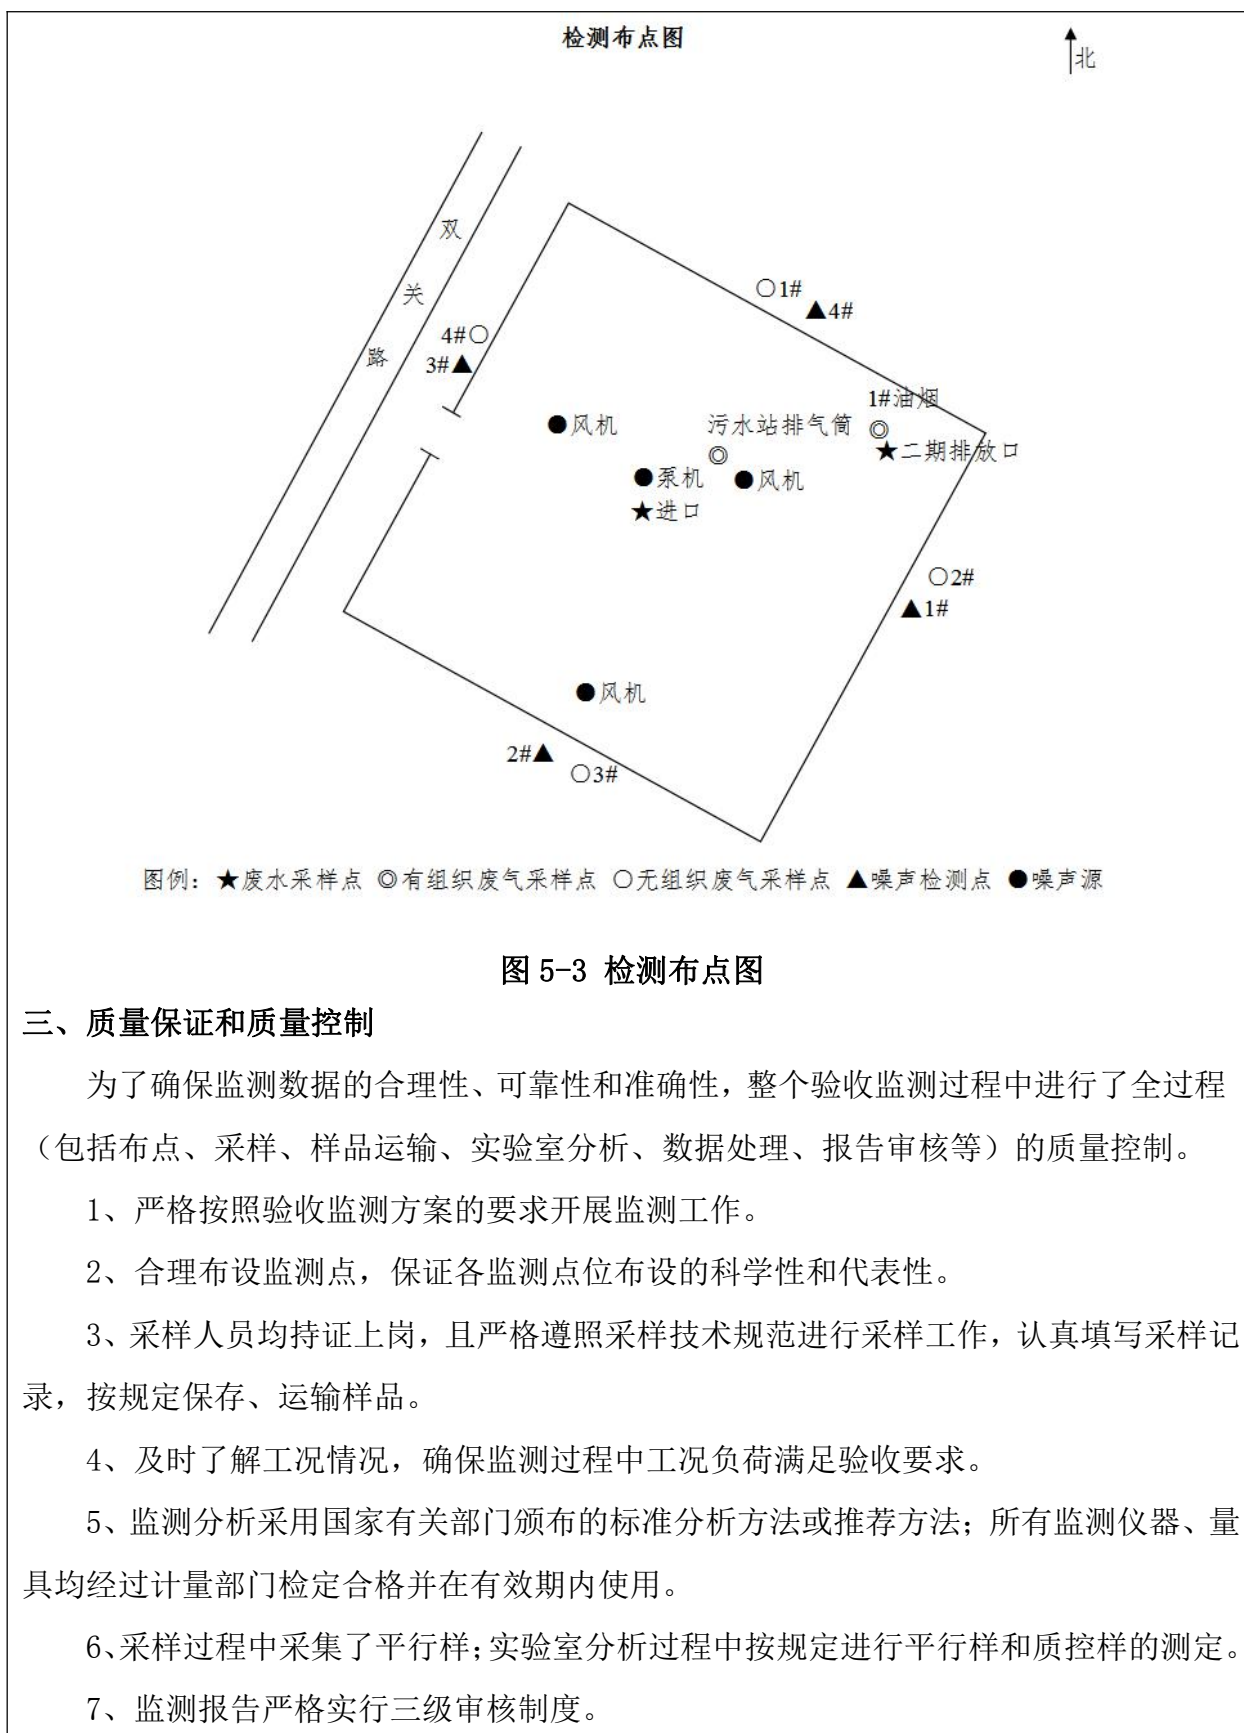 检测布点图
北
双
关
路
○1#
▲4#
4#○
3#▲
1#油烟
◎
●风机
污水站排气筒
◎
★二期排放口
●泵机
●风机
★进口
○2#
▲1#
●风机
2#▲
○3#
图例：★废水采样点 ◎有组织废气采样点 ○无组织废气采样点 ▲噪声检测点 ●噪声源
图 5-3 检测布点图
三、质量保证和质量控制
为了确保监测数据的合理性、可靠性和准确性，整个验收监测过程中进行了全过程
（包括布点、采样、样品运输、实验室分析、数据处理、报告审核等）的质量控制。
1、严格按照验收监测方案的要求开展监测工作。
2、合理布设监测点，保证各监测点位布设的科学性和代表性。
3、采样人员均持证上岗，且严格遵照采样技术规范进行采样工作，认真填写采样记
录，按规定保存、运输样品。
4、及时了解工况情况，确保监测过程中工况负荷满足验收要求。
5、监测分析采用国家有关部门颁布的标准分析方法或推荐方法；所有监测仪器、量
具均经过计量部门检定合格并在有效期内使用。
6、采样过程中采集了平行样；实验室分析过程中按规定进行平行样和质控样的测定。
7、监测报告严格实行三级审核制度。